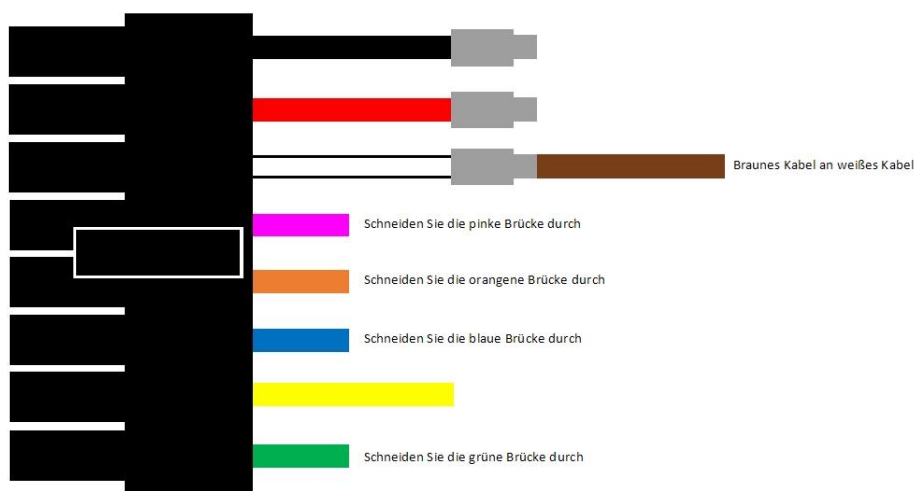 Braunes Kabel an weißes Kabel
Schneiden Sie die pinke Brücke durch
Schneiden Sie die orangene Brücke durch
Schneiden Sie die blaue Brücke durch
Schneiden Sie die grüne Brücke durch